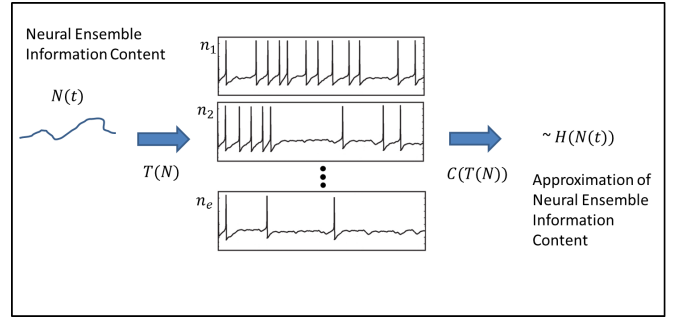 Neural Ensemble
Information Content
N(t)
T(N)
n₁
n₂
nₑ
C(T(N))
~ H(N(t))
Approximation of
Neural Ensemble
Information
Content